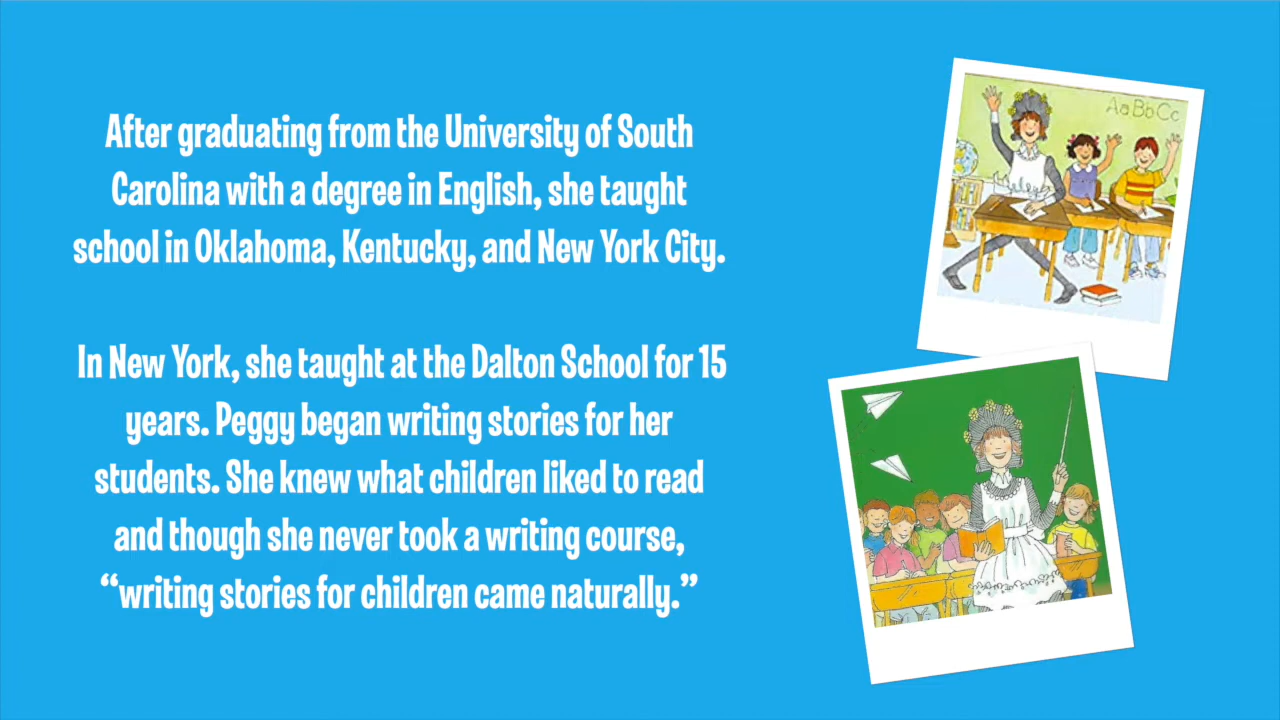 After graduating from the University of South
Carolina with a degree in English, she taught
school in Oklahoma, Kentucky, and New York City.
In New York, she taught at the Dalton School for 15
years. Peggy began writing stories for her
students. She knew what children liked to read
and though she never took a writing course,
“writing stories for children came naturally.”
Aa Bb Cc